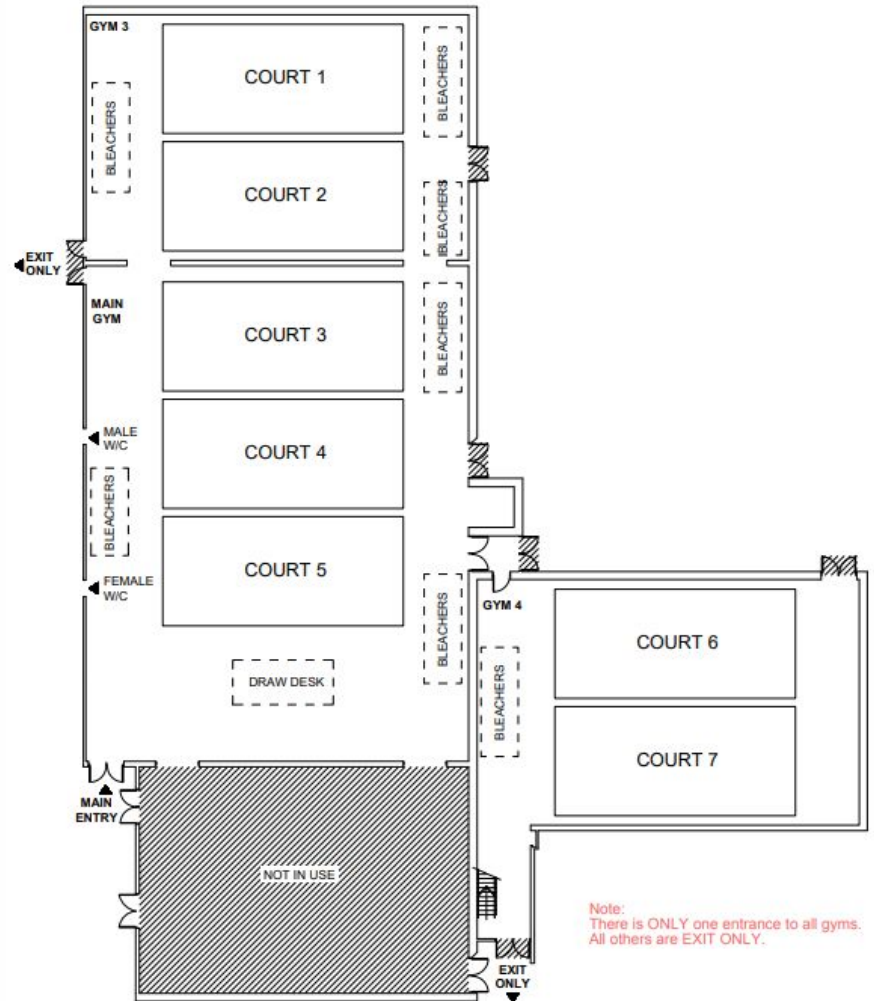 GYM 3
COURT 1
BLEACHERS
BLEACHERS
COURT 2
BLEACHERS
EXIT
ONLY
MAIN
GYM
COURT 3
BLEACHERS
MALE
W/C
COURT 4
BLEACHERS
COURT 5
FEMALE
W/C
BLEACHERS
GYM 4
COURT 6
DRAW DESK
BLEACHERS
COURT 7
MAIN
ENTRY
NOT IN USE
Note:
There is ONLY one entrance to all gyms.
All others are EXIT ONLY.
EXIT
ONLY